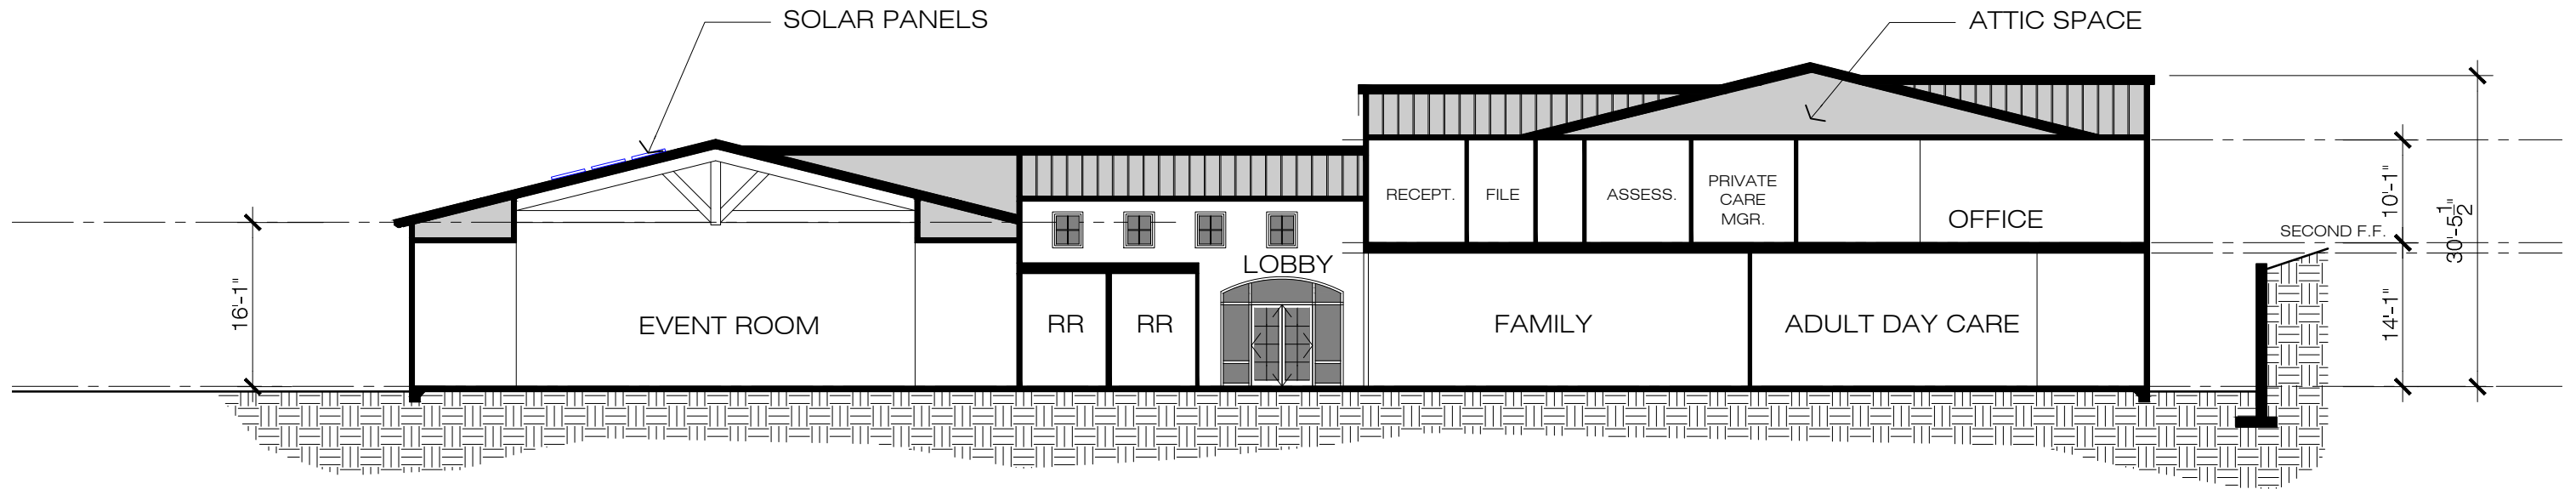 SOLAR PANELS
ATTIC SPACE
RECEPT.
FILE
ASSESS.
PRIVATE
CARE
MGR.
OFFICE
SECOND F.F.
10'-1"
30'-5 1/2"
LOBBY
16'-1"
EVENT ROOM
RR
RR
FAMILY
ADULT DAY CARE
14'-1"